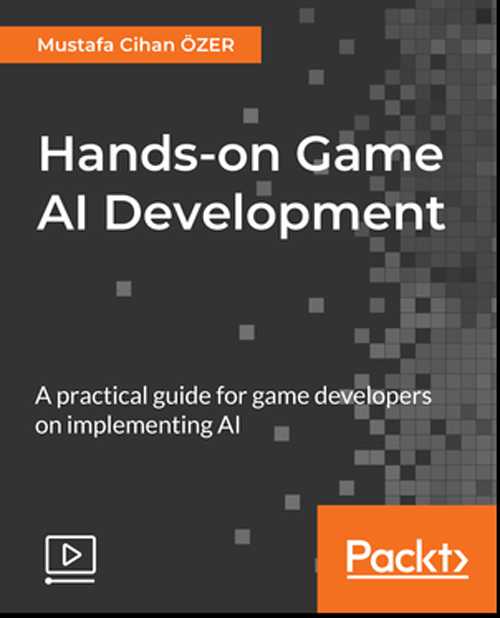 Mustafa Cihan ÖZER
Hands-on Game
AI Development
A practical guide for game developers
on implementing AI
Packt>